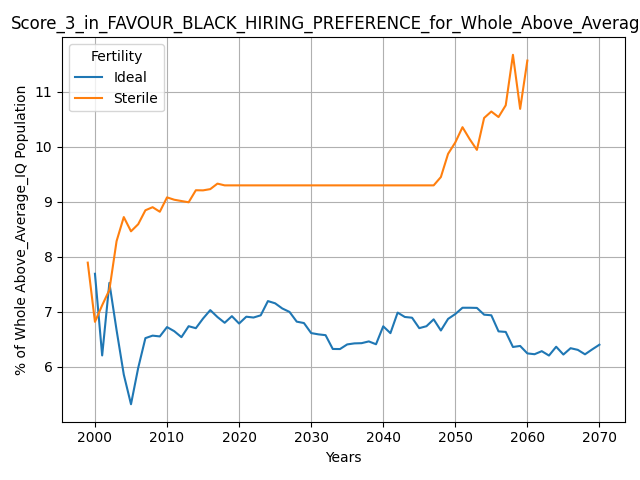 Score_3_in_FAVOUR_BLACK_HIRING_PREFERENCE_for_Whole_Above_Averag
Fertility
Ideal
Sterile
% of Whole Above_Average_IQ Population
11
10
9
8
7
6
2000 2010 2020 2030 2040 2050 2060 2070
Years